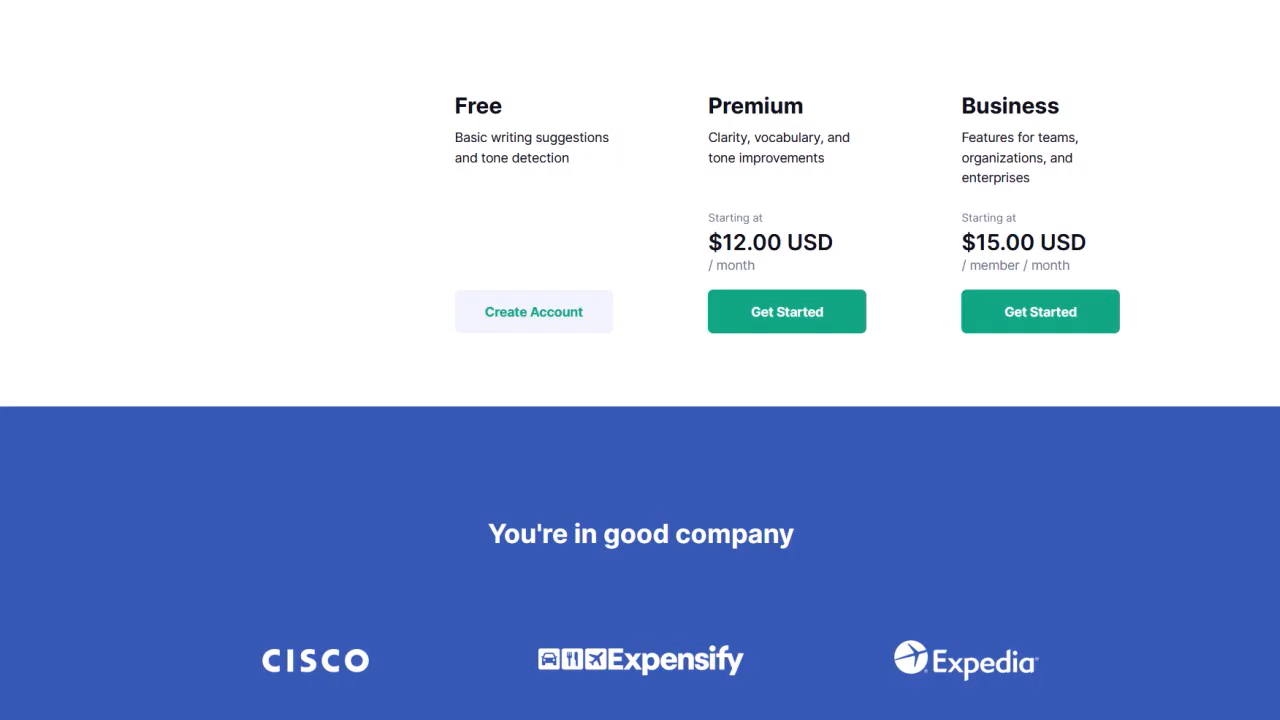 Free
Basic writing suggestions
and tone detection
Create Account
Premium
Clarity, vocabulary, and
tone improvements
Starting at
$12.00 USD
/ month
Get Started
Business
Features for teams,
organizations, and
enterprises
Starting at
$15.00 USD
/ member / month
Get Started
You're in good company
CISCO
Expensify
Expedia